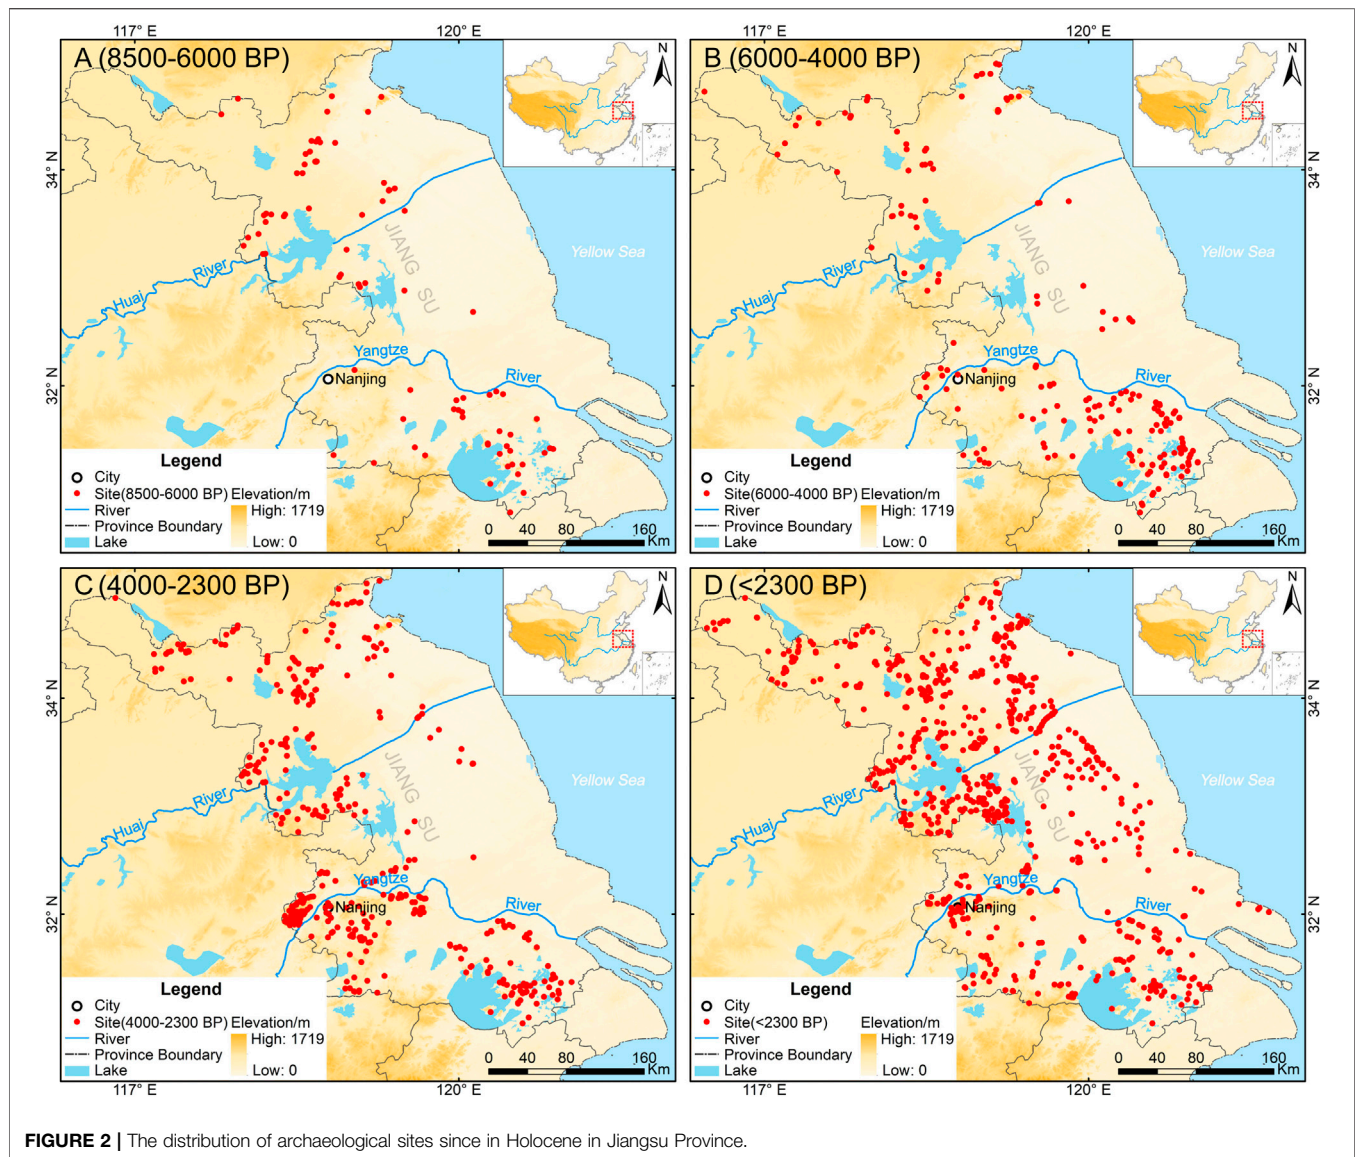 117° E
120° E
117° E
120° E
A (8500-6000 BP)
N
34° N
32° N
River
Huai
JIANG SU
Yellow Sea
Yangtze
River
Nanjing
Legend
City
Site(8500-6000 BP)
River
Province Boundary
Lake
Elevation/m
High: 1719
Low: 0
0 40 80 160
Km
B (6000-4000 BP)
N
34° N
32° N
River
Huai
JIANG SU
Yellow Sea
Yangtze
River
Nanjing
Legend
City
Site(6000-4000 BP)
River
Province Boundary
Lake
Elevation/m
High: 1719
Low: 0
0 40 80 160
Km
C (4000-2300 BP)
N
34° N
32° N
River
Huai
JIANG SU
Yellow Sea
Yangtze
River
Nanjing
Legend
City
Site(4000-2300 BP)
River
Province Boundary
Lake
Elevation/m
High: 1719
Low: 0
0 40 80 160
Km
D (<2300 BP)
N
34° N
32° N
River
Huai
JIANG SU
Yellow Sea
Yangtze
River
Nanjing
Legend
City
Site(<2300 BP)
River
Province Boundary
Lake
Elevation/m
High: 1719
Low: 0
0 40 80 160
Km
117° E
120° E
117° E
120° E
FIGURE 2 | The distribution of archaeological sites since in Holocene in Jiangsu Province.